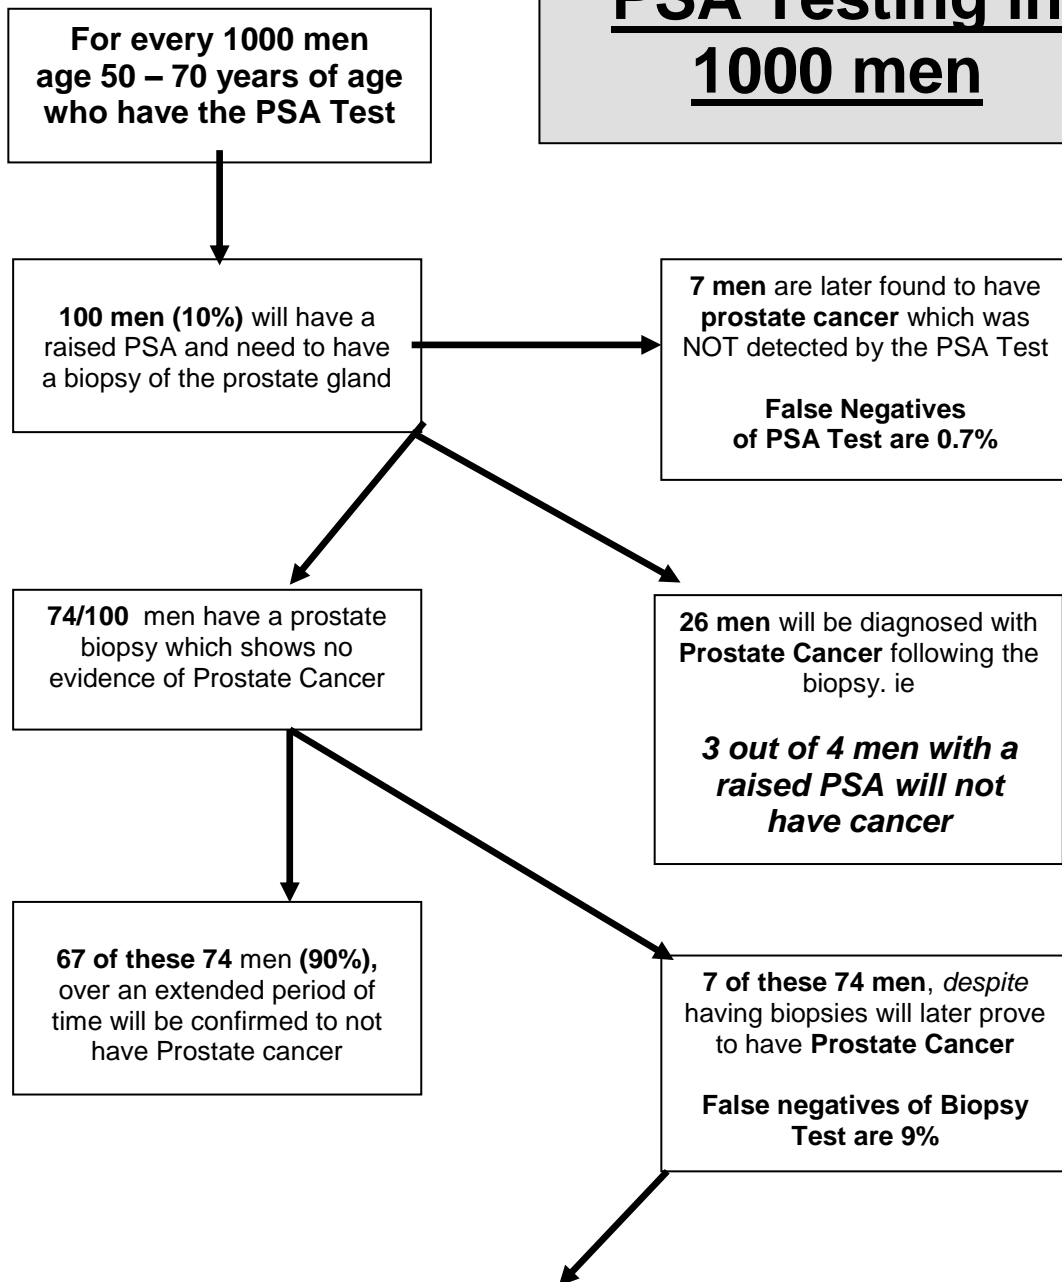 PSA Testing in
1000 men
For every 1000 men
age 50 – 70 years of age
who have the PSA Test
100 men (10%) will have a
raised PSA and need to have
a biopsy of the prostate gland
7 men are later found to have
prostate cancer which was
NOT detected by the PSA Test
False Negatives
of PSA Test are 0.7%
74/100 men have a prostate
biopsy which shows no
evidence of Prostate Cancer
26 men will be diagnosed with
Prostate Cancer following the
biopsy. ie
3 out of 4 men with a
raised PSA will not
have cancer
67 of these 74 men (90%),
over an extended period of
time will be confirmed to not
have Prostate cancer
7 of these 74 men, despite
having biopsies will later prove
to have Prostate Cancer
False negatives of Biopsy
Test are 9%